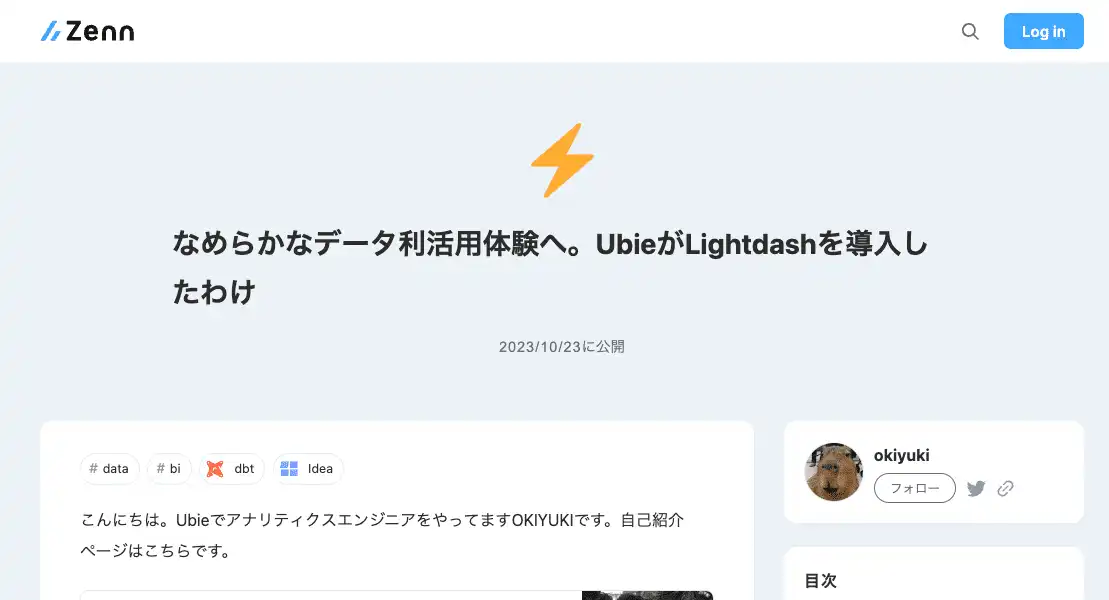 Zenn
Log in
なめらかなデータ利活用体験へ。UbieがLightdashを導入し
たわけ
2023/10/23に公開
# data
# bi
dbt
Idea
こんにちは。UbieでアナリティクスエンジニアをやってますOKIYUKIです。自己紹介
ページはこちらです。
okiyuki
フォロー
目次